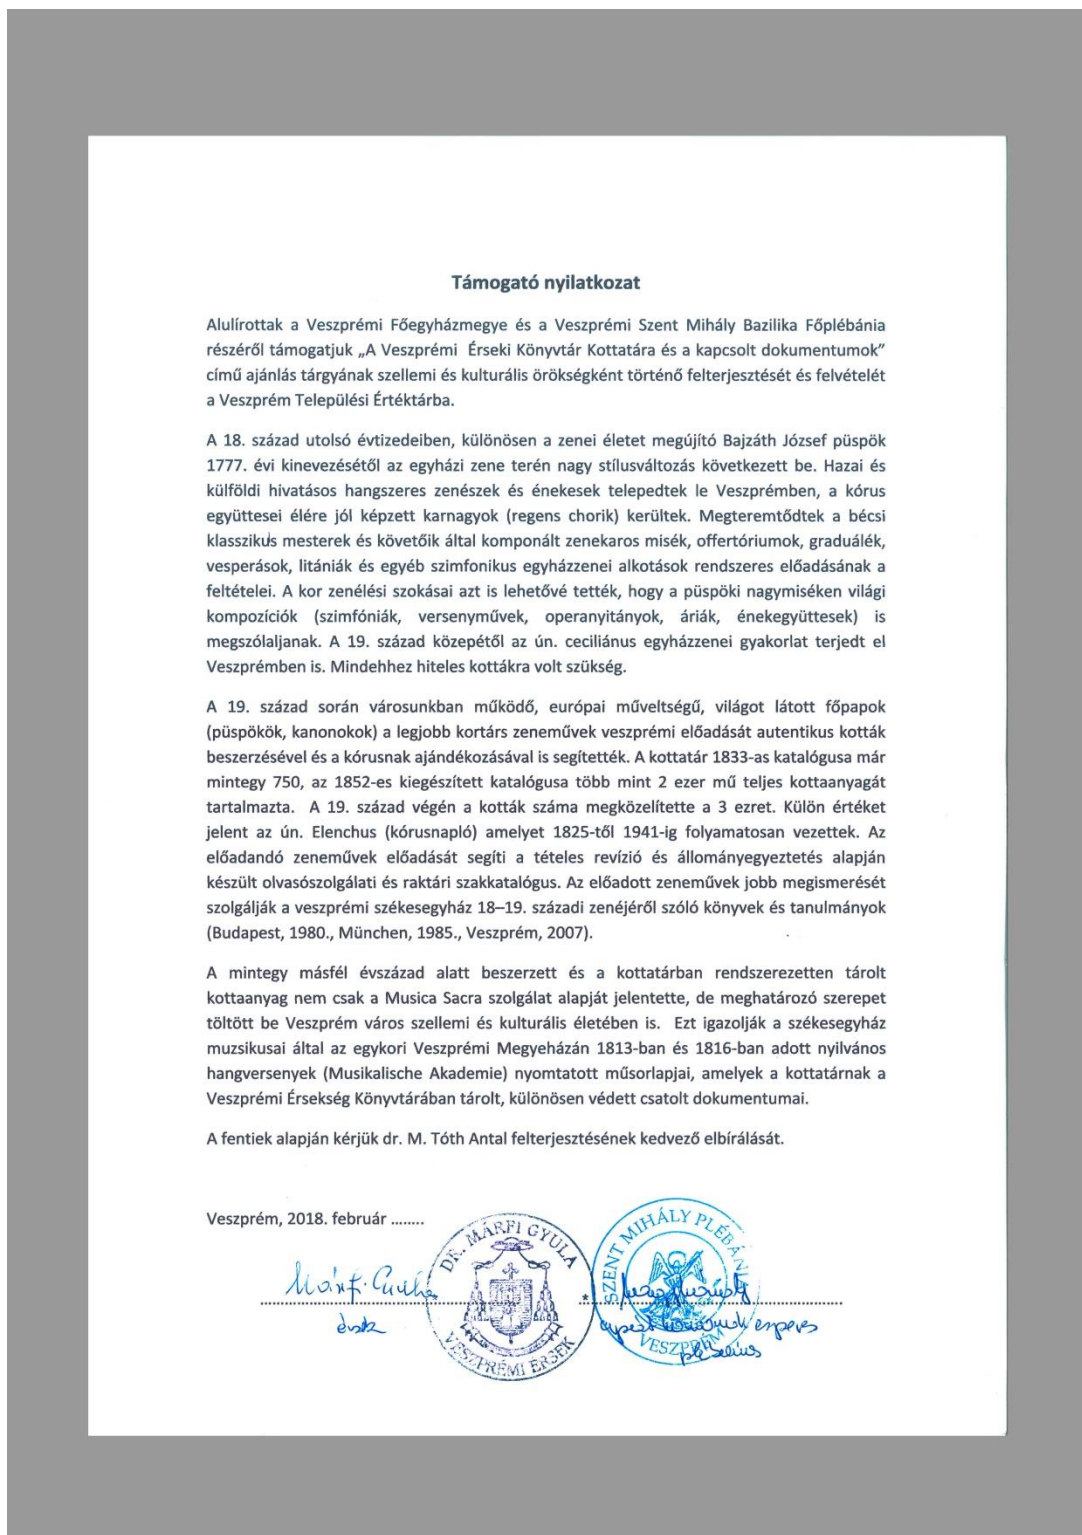 Támogató nyilatkozat
Alulírottak a Veszprémi Főegyházmegye és a Veszprémi Szent Mihály Bazilika Főplébánia
részéről támogatjuk „A Veszprémi Érseki Könyvtár Kottatára és a kapcsolt dokumentumok”
című ajánlás tárgyának szellemi és kulturális örökségként történő felterjesztését és felvételét
a Veszprém Települési Értéktárba.
A 18. század utolsó évtizedeiben, különösen a zenei életet megújító Bajzáth József püspök
1777. évi kinevezésétől az egyházi zene terén nagy stílusváltozás következett be. Hazai és
külföldi hivatásos hangszeres zenészek és énekesek telepedtek le Veszprémben, a kórus
együttesei élére jól képzett karnagyok (regens chorik) kerültek. Megteremtődtek a bécsi
klasszikus mesterek és követőik által komponált zenekaros misék, offertóriumok, graduálék,
vesperások, litániák és egyéb szimfonikus egyházzenei alkotások rendszeres előadásának a
feltételei. A kor zenélési szokásai azt is lehetővé tették, hogy a püspöki nagymiséken világi
kompozíciók (szimfóniák, versenyművek, operanyitányok, áriák, énekegyüttesek) is
megszólaljanak. A 19. század közepétől az ún. ceciliánus egyházzenei gyakorlat terjedt el
Veszprémben is. Mindehhez hiteles kottákra volt szükség.
A 19. század során városunkban működő, európai műveltségű, világot látott főpapok
(püspökök, kanonokok) a legjobb kortárs zeneművek veszprémi előadását autentikus kották
beszerzésével és a kórusnak ajándékozásával is segítették. A kottatár 1833-as katalógusa már
mintegy 750, az 1852-es kiegészített katalógusa több mint 2 ezer mű teljes kottaanyagát
tartalmazta. A 19. század végén a kották száma megközelítette a 3 ezret. Külön értéket
jelent az ún. Elenchus (kórusnapló) amelyet 1825-től 1941-ig folyamatosan vezettek. Az
előadandó zeneművek előadását segíti a tételes revízió és állományegyeztetés alapján
készült olvasószolgálati és raktári szakkatalógus. Az előadott zeneművek jobb megismerését
szolgálják a veszprémi székesegyház 18–19. századi zenéjéről szóló könyvek és tanulmányok
(Budapest, 1980., München, 1985., Veszprém, 2007).
A mintegy másfél évszázad alatt beszerzett és a kottatárban rendszerezetten tárolt
kottaanyag nem csak a Musica Sacra szolgálat alapját jelentette, de meghatározó szerepet
töltött be Veszprém város szellemi és kulturális életében is. Ezt igazolják a székesegyház
muzsikusai által az egykori Veszprémi Megyeházán 1813-ban és 1816-ban adott nyilvános
hangversenyek (Musikalische Akademie) nyomtatott műsorlapjai, amelyek a kottatárnak a
Veszprémi Érsekség Könyvtárában tárolt, különösen védett csatolt dokumentumai.
A fentiek alapján kérjük dr. M. Tóth Antal felterjesztésének kedvező elbírálását.
Veszprém, 2018. február ........
DR. MÁRFI GYULA
VESZPRÉMI ÉRSEK
SZENT MIHÁLY PLÉBÁNIA
VESZPRÉM
Márfi Gyula
érsek
esperes
plébános